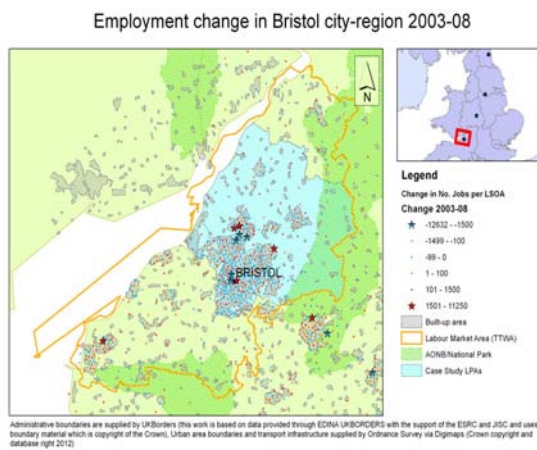 Employment change in Bristol city-region 2003-08
N
BRISTOL
Legend
Change in No. Jobs per LSOA
Change 2003-08
-12632 - -1500
-1499 - -100
-99 - 0
1 - 100
101 - 1500
1501 - 11250
Built-up area
Labour Market Area (TTWA)
AONB/National Park
Case Study LPAs
Administrative boundaries are supplied by UKBorders (this work is based on data provided through EDINA UKBORDERS with the support of the ESRC and JISC and uses
boundary material which is copyright of the Crown), Urban area boundaries and transport infrastructure supplied by Ordnance Survey via Digimaps (Crown copyright and
database right 2012)